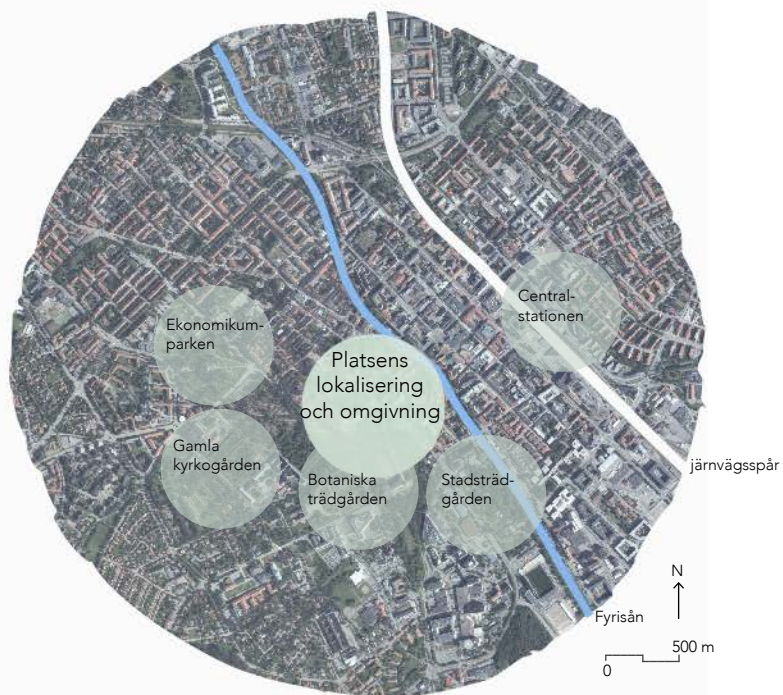 Central-
stationen
Ekonomikum-
parken
Platsens
lokalisering
och omgivning
Gamla
kyrkogården
Botaniska
trädgården
Stadsträd-
gården
järnvägsspår
N
Fyrisån
500 m
0